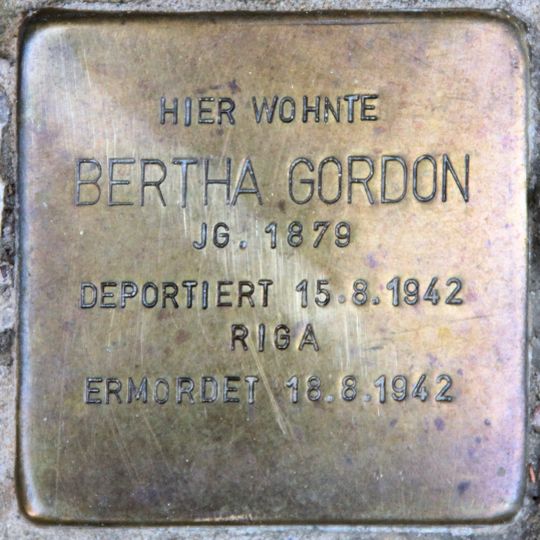 HIER WOHNTE
BERTHA GORDON
JG. 1879
DEPORTIERT 15.8.1942
RIGA
ERMORDET 18.8.1942